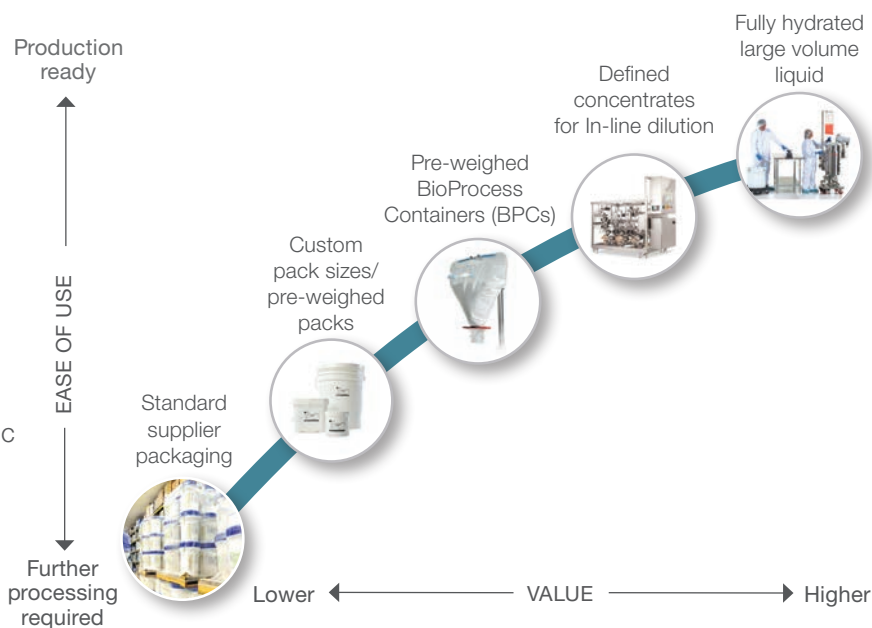 Production
ready
EASE OF USE
Further
processing
required
C
Standard
supplier
packaging
Custom
pack sizes/
pre-weighed
packs
Pre-weighed
BioProcess
Containers (BPCs)
Defined
concentrates
for In-line dilution
Fully hydrated
large volume
liquid
Lower
VALUE
Higher